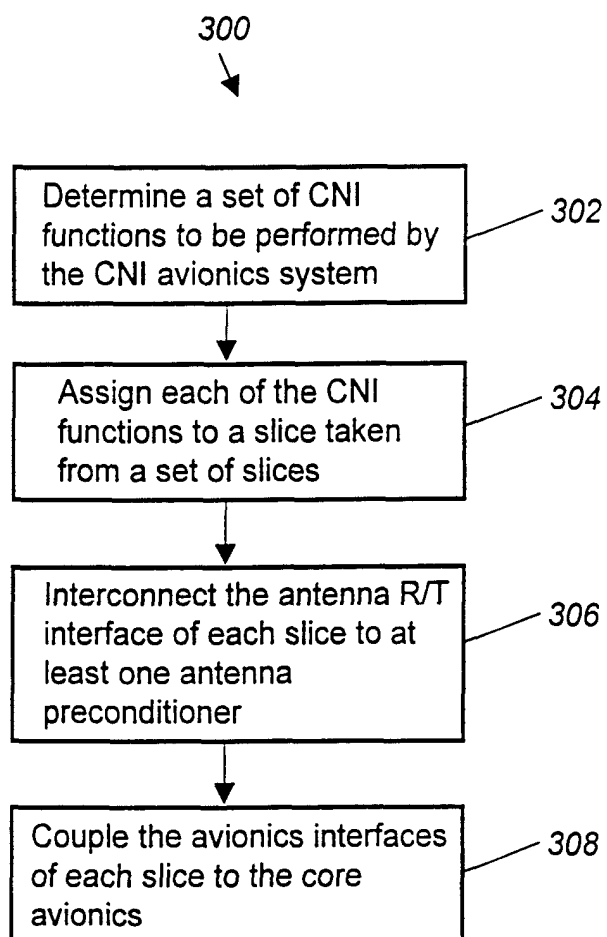 300
Determine a set of CNI
functions to be performed by
the CNI avionics system
302
Assign each of the CNI
functions to a slice taken
from a set of slices
304
Interconnect the antenna R/T
interface of each slice to at
least one antenna
preconditioner
306
Couple the avionics interfaces
of each slice to the core
avionics
308